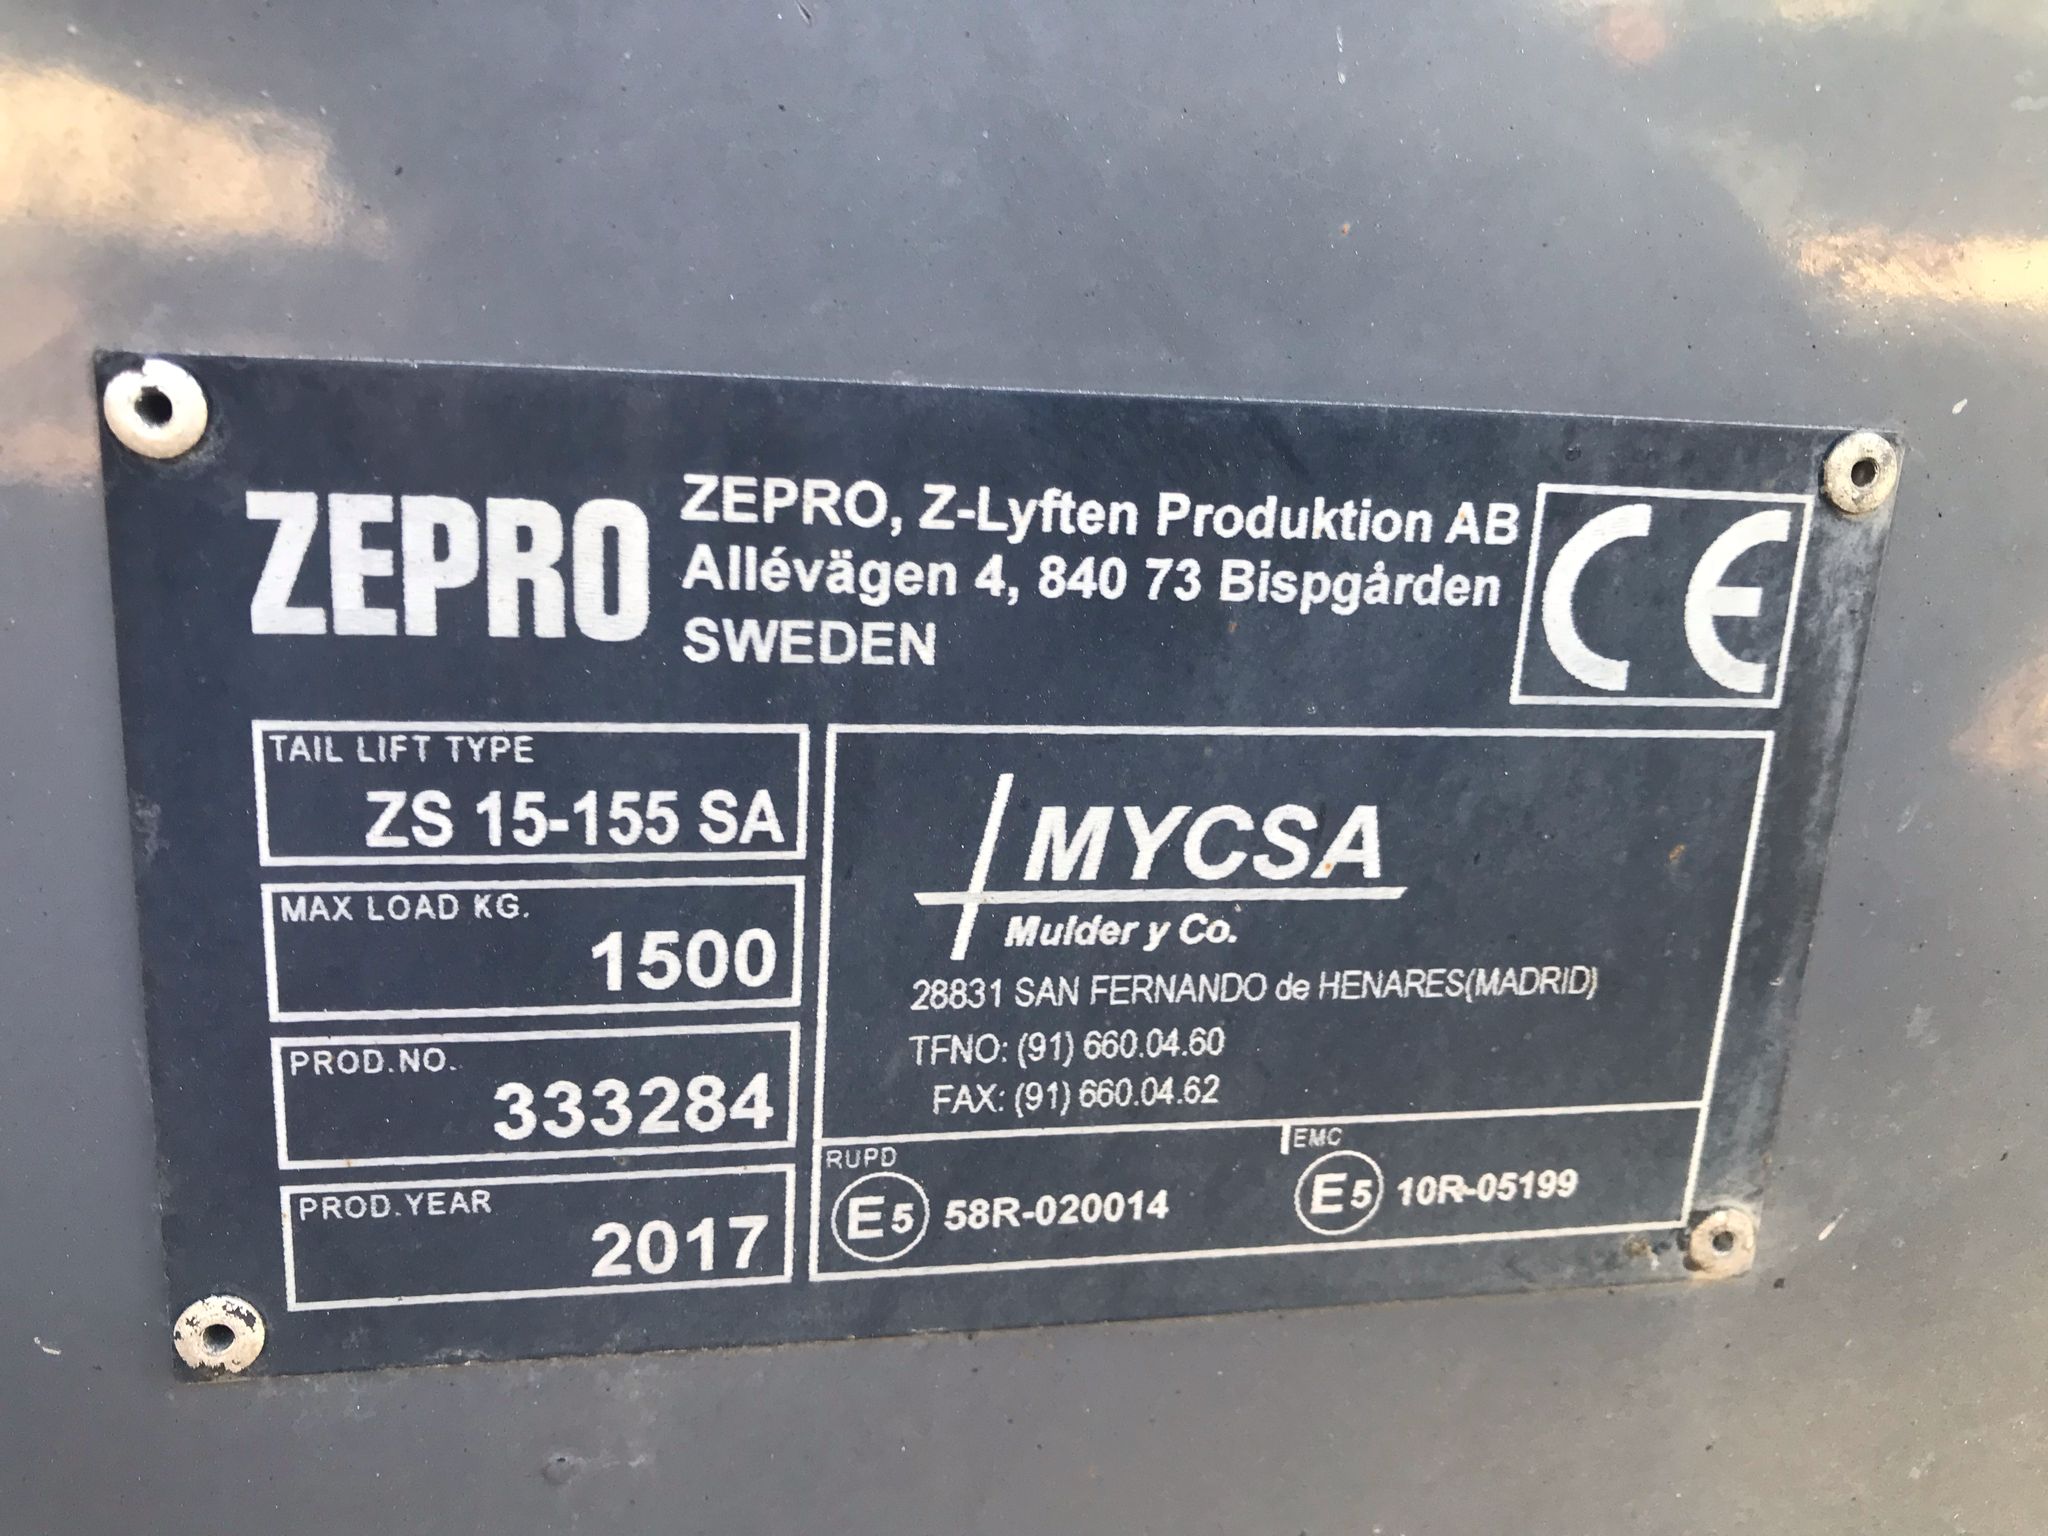 ZEPRO
ZEPRO, Z-Lyften Produktion AB
Allévägen 4, 840 73 Bispgården
SWEDEN
CE
TAIL LIFT TYPE
ZS 15-155 SA
MAX LOAD KG.
1500
PROD.NO.
333284
PROD.YEAR
2017
MYCSA
Mulder y Co.
28831 SAN FERNANDO de HENARES(MADRID)
TFNO: (91) 660.04.60
FAX: (91) 660.04.62
RUPD
E5 58R-020014
EMC
E5 10R-05199